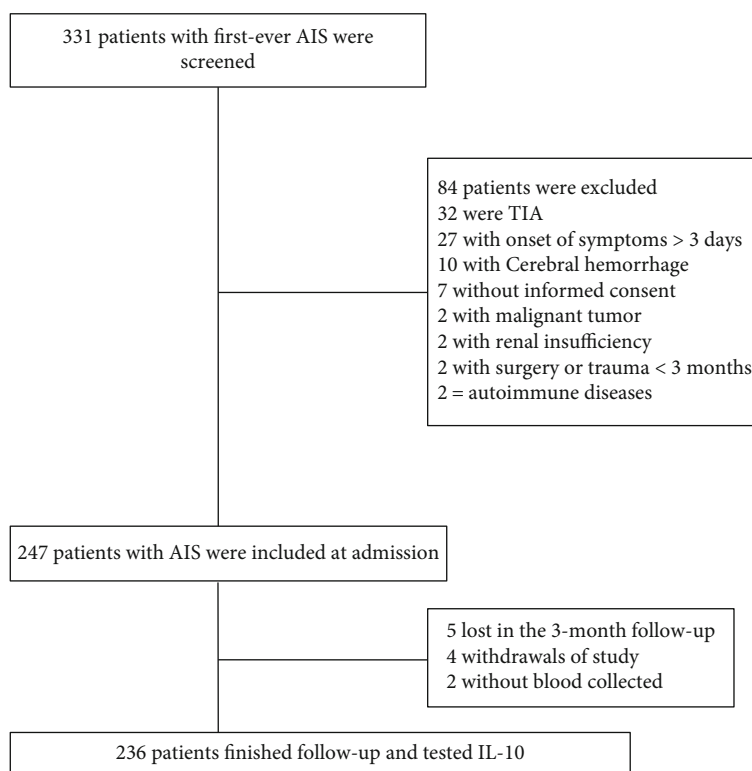 331 patients with first-ever AIS were
screened
84 patients were excluded
32 were TIA
27 with onset of symptoms > 3 days
10 with Cerebral hemorrhage
7 without informed consent
2 with malignant tumor
2 with renal insufficiency
2 with surgery or trauma < 3 months
2 = autoimmune diseases
247 patients with AIS were included at admission
5 lost in the 3-month follow-up
4 withdrawals of study
2 without blood collected
236 patients finished follow-up and tested IL-10